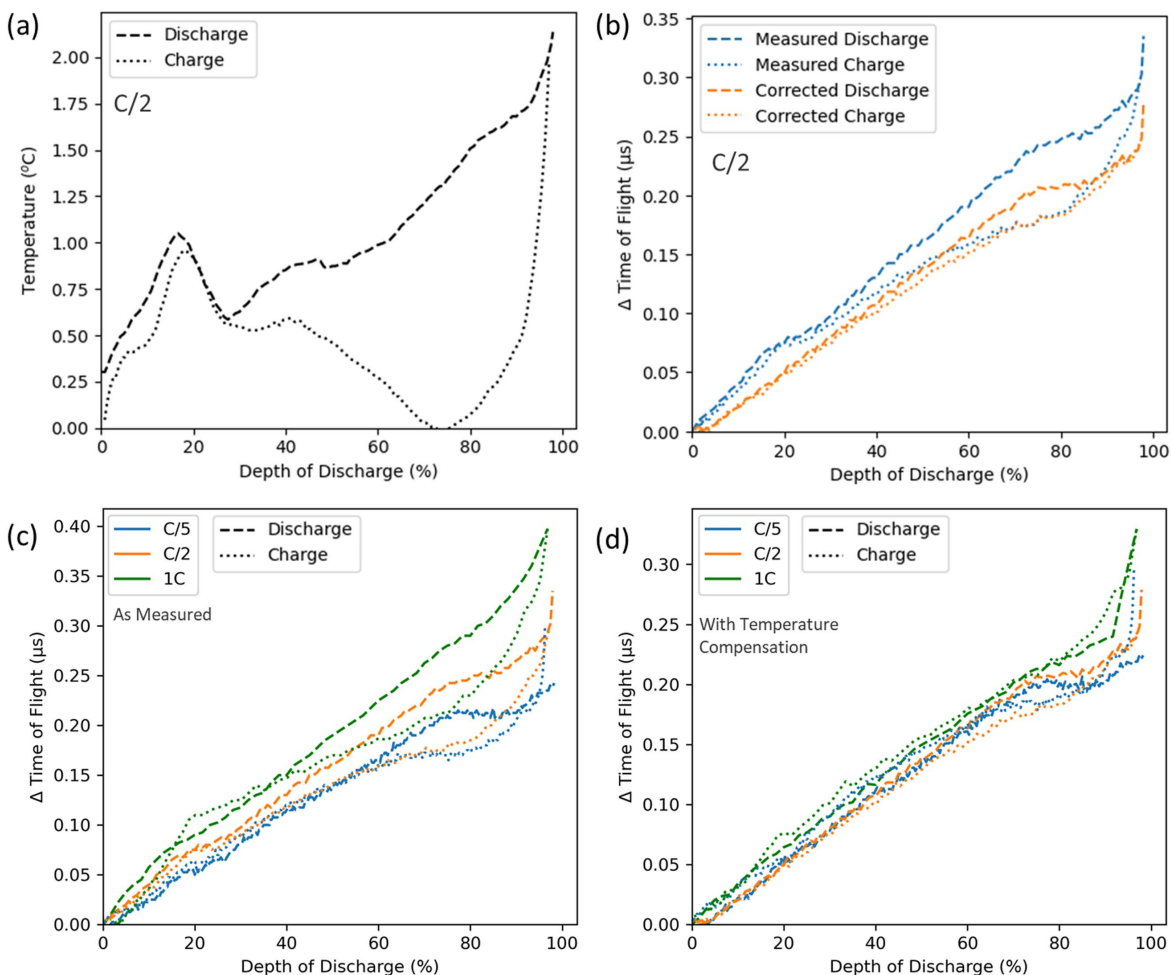 (a)
Discharge
Charge
C/2
Temperature (⁰C)
2.00
1.75
1.50
1.25
1.00
0.75
0.50
0.25
0.00
0 20 40 60 80 100
Depth of Discharge (%)
(b)
Measured Discharge
Measured Charge
Corrected Discharge
Corrected Charge
C/2
Δ Time of Flight (µs)
0.35
0.30
0.25
0.20
0.15
0.10
0.05
0.00
0 20 40 60 80 100
Depth of Discharge (%)
(c)
C/5
C/2
1C
Discharge
Charge
As Measured
Δ Time of Flight (µs)
0.40
0.35
0.30
0.25
0.20
0.15
0.10
0.05
0.00
0 20 40 60 80 100
Depth of Discharge (%)
(d)
C/5
C/2
1C
Discharge
Charge
With Temperature
Compensation
Δ Time of Flight (µs)
0.30
0.25
0.20
0.15
0.10
0.05
0.00
0 20 40 60 80 100
Depth of Discharge (%)